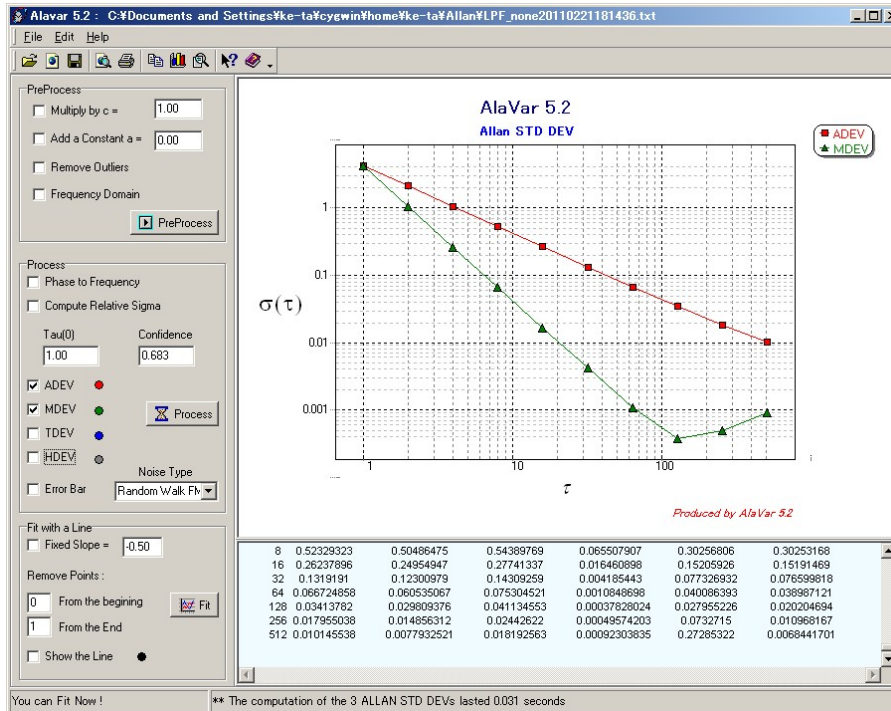 Alavar 5.2 : C:¥Documents and Settings¥ke-ta¥cygwin¥home¥ke-ta¥Allan¥LPF_none20110221181436.txt
File Edit Help
PreProcess
Multiply by c = 1.00
Add a Constant a = 0.00
Remove Outliers
Frequency Domain
PreProcess
Process
Phase to Frequency
Compute Relative Sigma
Tau(0) Confidence
1.00 0.683
ADEV
MDEV
Process
TDEV
HDEV
Noise Type
Error Bar Random Walk FM
Fit with a Line
Fixed Slope = -0.50
Remove Points :
0 From the begining
Fit
1 From the End
Show the Line
AlaVar 5.2
Allan STD DEV
ADEV
MDEV
1
0.1
σ(τ)
0.01
0.001
1 10 100
τ
Produced by AlaVar 5.2
8 0.52329323 0.50486475 0.54389769 0.065507907 0.30256806 0.30253168
16 0.26237896 0.24954947 0.27741337 0.016460898 0.15205926 0.15191469
32 0.1319191 0.12300979 0.14309259 0.004185443 0.077326932 0.076599818
64 0.066724858 0.060535067 0.075304521 0.0010848698 0.040086393 0.038987121
128 0.03413782 0.029809376 0.041134553 0.00037828024 0.027955226 0.020204694
256 0.017955038 0.014856312 0.02442622 0.00049574203 0.0732715 0.010968167
512 0.010145538 0.0077932521 0.018192563 0.00092303835 0.27285322 0.0068441701
You can Fit Now !
** The computation of the 3 ALLAN STD DEVs lasted 0.031 seconds